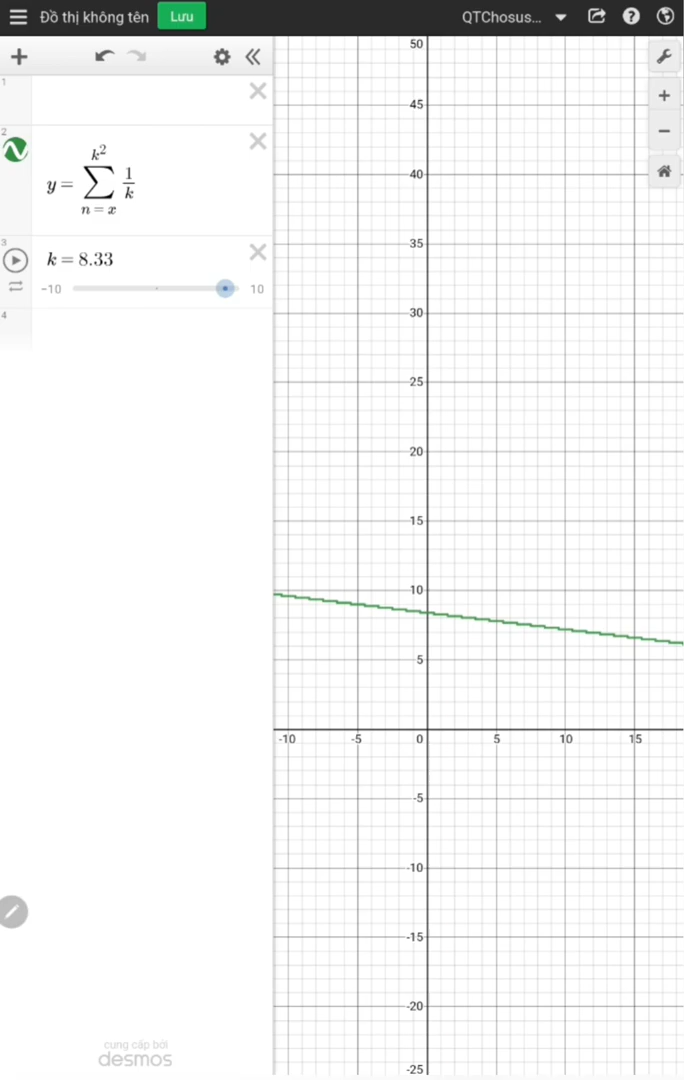 Đồ thị không tên Lưu QTChosus...
1
2
k²
y = ∑ 1/k
n = x
3
k = 8.33
-10 10
4
50
45
40
35
30
25
20
15
10
5
-10 -5 0 5 10 15
-5
-10
-15
-20
-25
cung cấp bởi
desmos